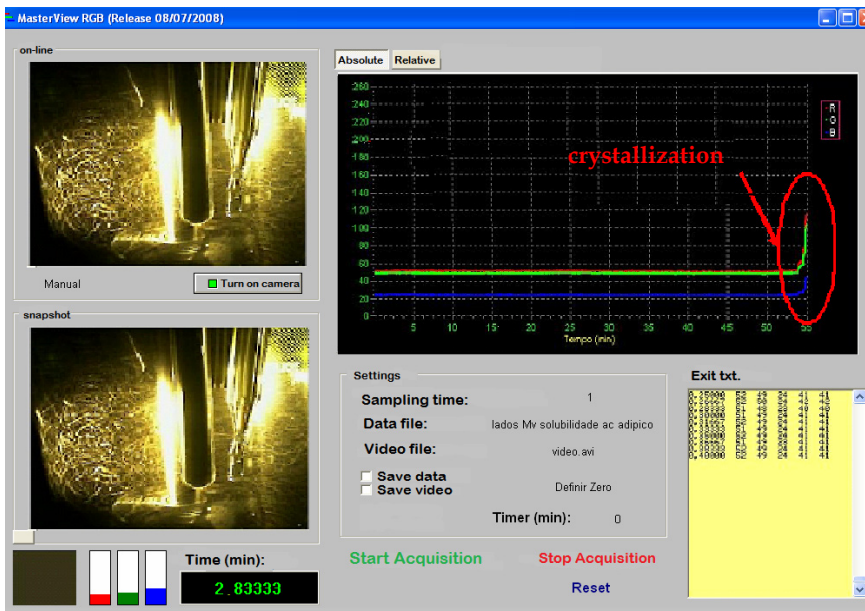 MasterView RGB (Release 08/07/2008)
on-line
Manual
Turn on camera
snapshot
Time (min):
2.83333
Absolute
Relative
260
240
220
200
180
160
140
120
100
80
60
40
20
0
5 10 15 20 25 30 35 40 45 50 55
Tempo (min)
R
G
B
crystallization
Settings
Sampling time: 1
Data file: lados Mv solubilidade ac adipico
Video file: video.avi
Save data
Save video
Definir Zero
Timer (min): 0
Start Acquisition
Stop Acquisition
Reset
Exit txt.